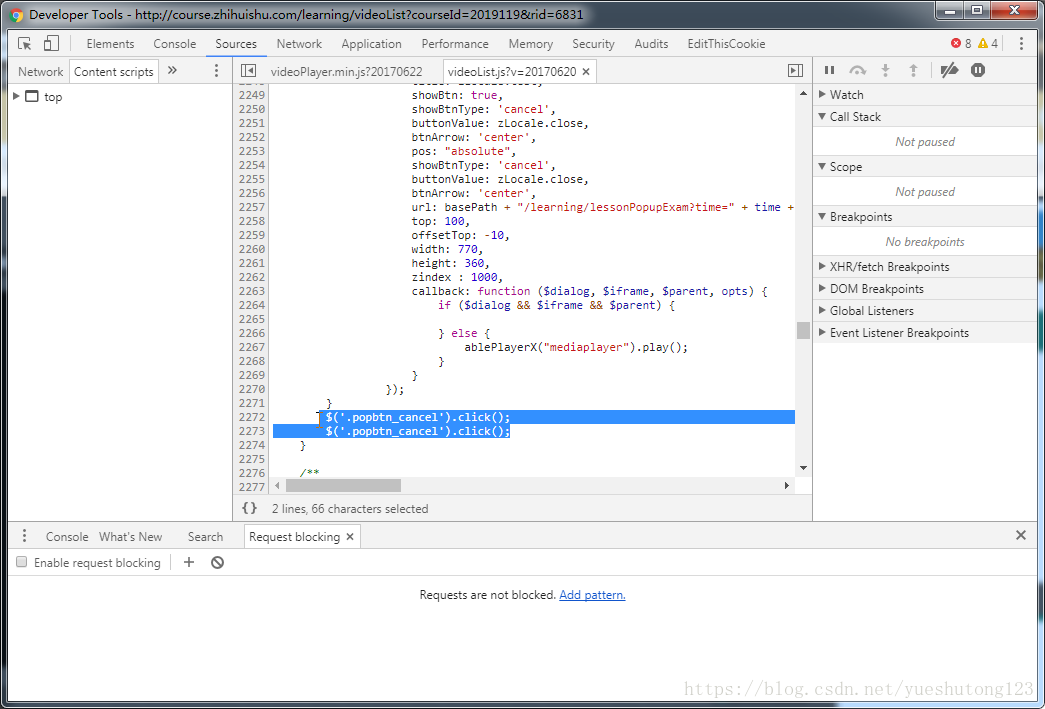 Developer Tools - http://course.zhihuishu.com/learning/videoList?courseId=2019119&rid=6831
Elements Console Sources Network Application Performance Memory Security Audits EditThisCookie 8 4
Network Content scripts » videoPlayer.min.js?20170622 videoList.js?v=20170620 ×
top
2249 showBtn: true,
2250 showBtnType: 'cancel',
2251 buttonValue: zLocale.close,
2252 btnArrow: 'center',
2253 pos: "absolute",
2254 showBtnType: 'cancel',
2255 buttonValue: zLocale.close,
2256 btnArrow: 'center',
2257 url: basePath + "/learning/lessonPopupExam?time=" + time +
2258 top: 100,
2259 offsetTop: -10,
2260 width: 770,
2261 height: 360,
2262 zindex : 1000,
2263 callback: function ($dialog, $iframe, $parent, opts) {
2264 if ($dialog && $iframe && $parent) {
2265
2266 } else {
2267 ablePlayerX("mediaplayer").play();
2268 }
2269 }
2270 });
2271 }
2272 $('.popbtn_cancel').click();
2273 $('.popbtn_cancel').click();
2274 }
2275
2276 /**
2277
{} 2 lines, 66 characters selected
Watch
Call Stack
Not paused
Scope
Not paused
Breakpoints
No breakpoints
XHR/fetch Breakpoints
DOM Breakpoints
Global Listeners
Event Listener Breakpoints
Console What's New Search Request blocking ×
Enable request blocking
Requests are not blocked. Add pattern.
https://blog.csdn.net/yueshutong123